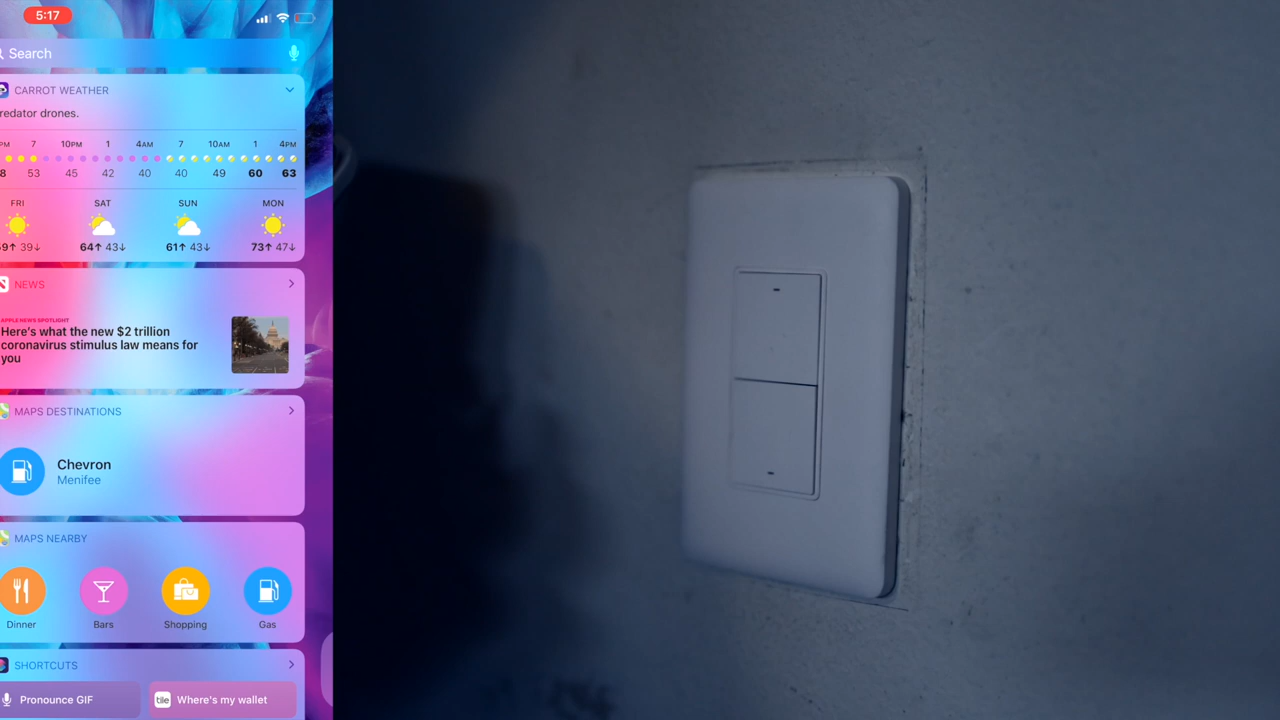 5:17
Search
CARROT WEATHER
redator drones.
PM 7 10PM 1 4AM 7 10AM 1 4PM
8 53 45 42 40 40 49 60 63
FRI SAT SUN MON
59↑ 39↓ 64↑ 43↓ 61↑ 43↓ 73↑ 47↓
NEWS
APPLE NEWS SPOTLIGHT
Here's what the new $2 trillion
coronavirus stimulus law means for
you
MAPS DESTINATIONS
Chevron
Menifee
MAPS NEARBY
Dinner Bars Shopping Gas
SHORTCUTS
Pronounce GIF tile Where's my wallet